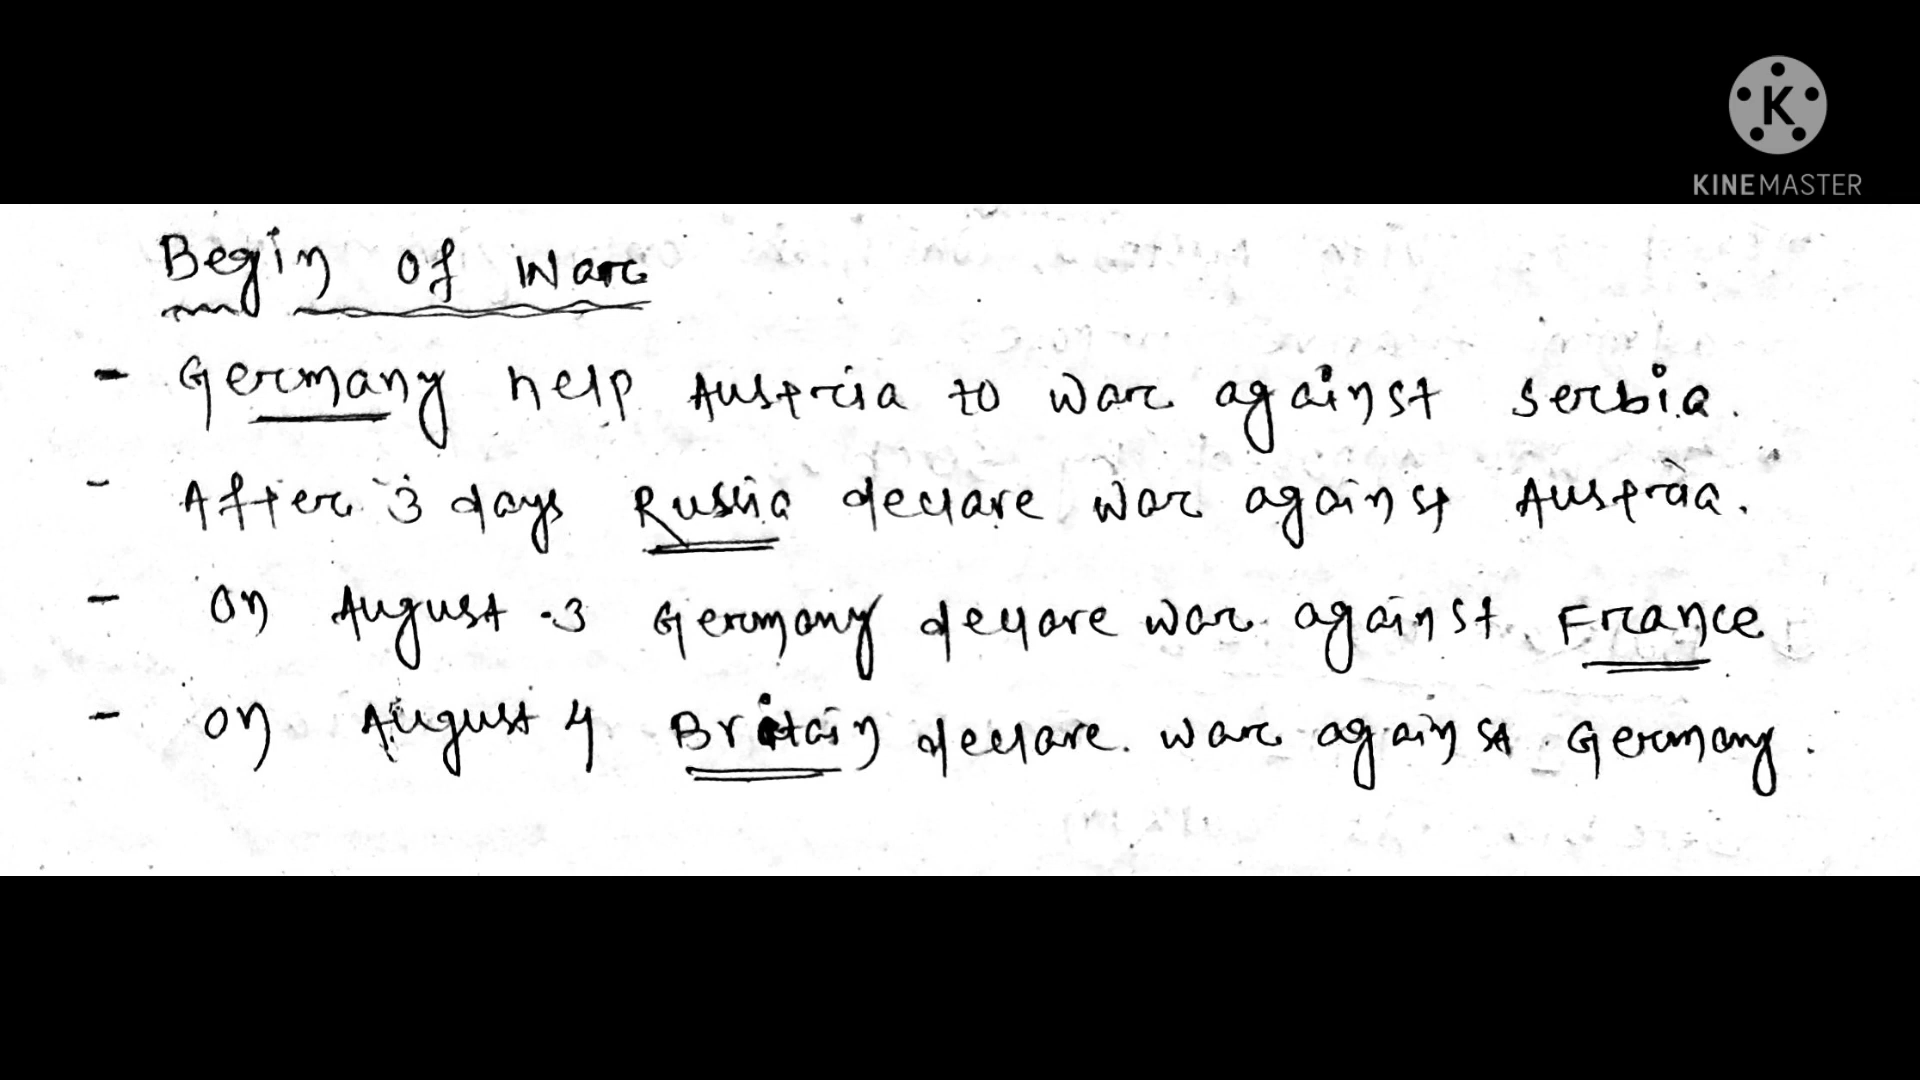 KINEMASTER
Begin of War
- Germany help Austria to war against serbia.
- After 3 days Russia declare war against Austria.
- on August 3 Germany declare war against France
- on August 4 Britain declare war against Germany.